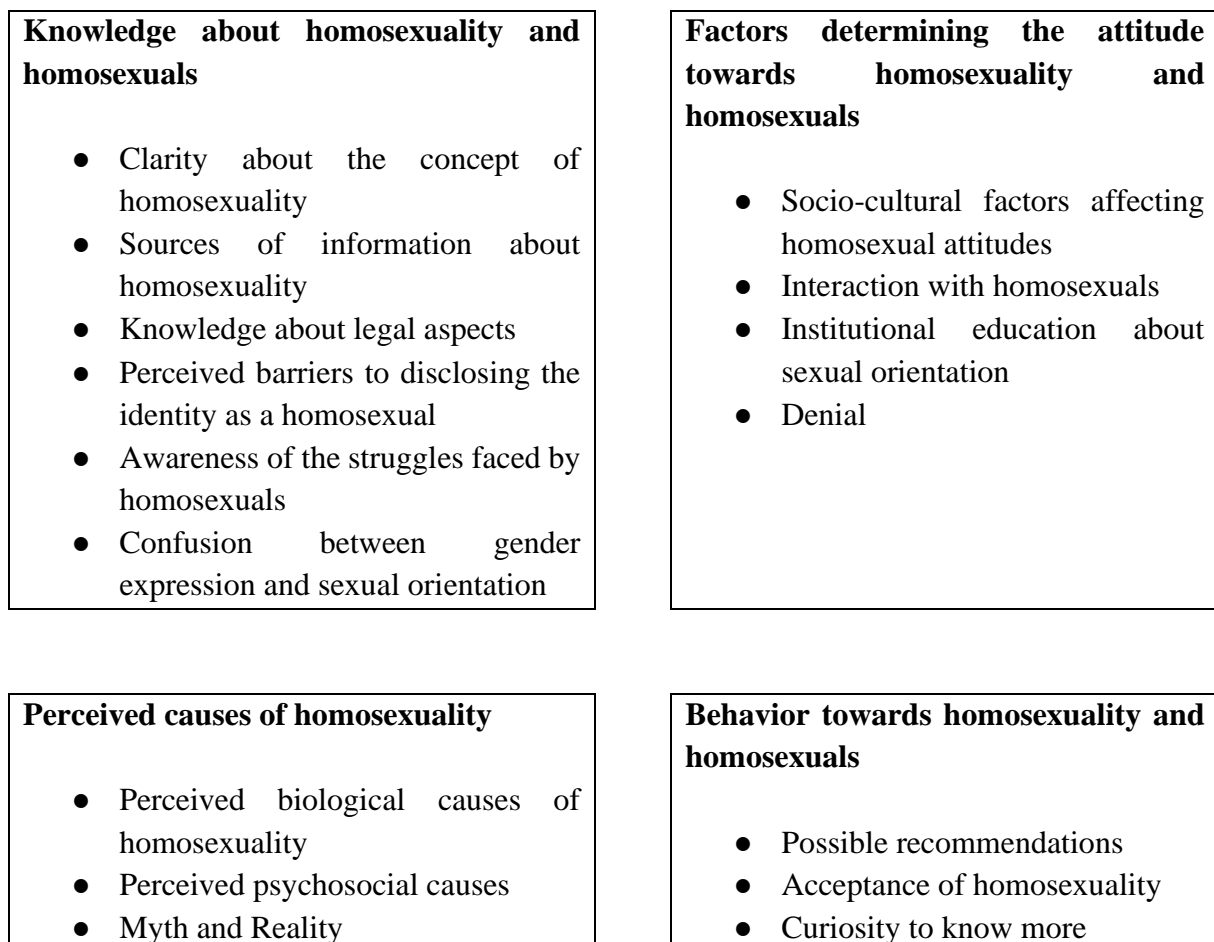 Knowledge about homosexuality and
homosexuals
● Clarity about the concept of
homosexuality
● Sources of information about
homosexuality
● Knowledge about legal aspects
● Perceived barriers to disclosing the
identity as a homosexual
● Awareness of the struggles faced by
homosexuals
● Confusion between gender
expression and sexual orientation
Factors determining the attitude
towards homosexuality and
homosexuals
● Socio-cultural factors affecting
homosexual attitudes
● Interaction with homosexuals
● Institutional education about
sexual orientation
● Denial
Perceived causes of homosexuality
● Perceived biological causes of
homosexuality
● Perceived psychosocial causes
● Myth and Reality
Behavior towards homosexuality and
homosexuals
● Possible recommendations
● Acceptance of homosexuality
● Curiosity to know more